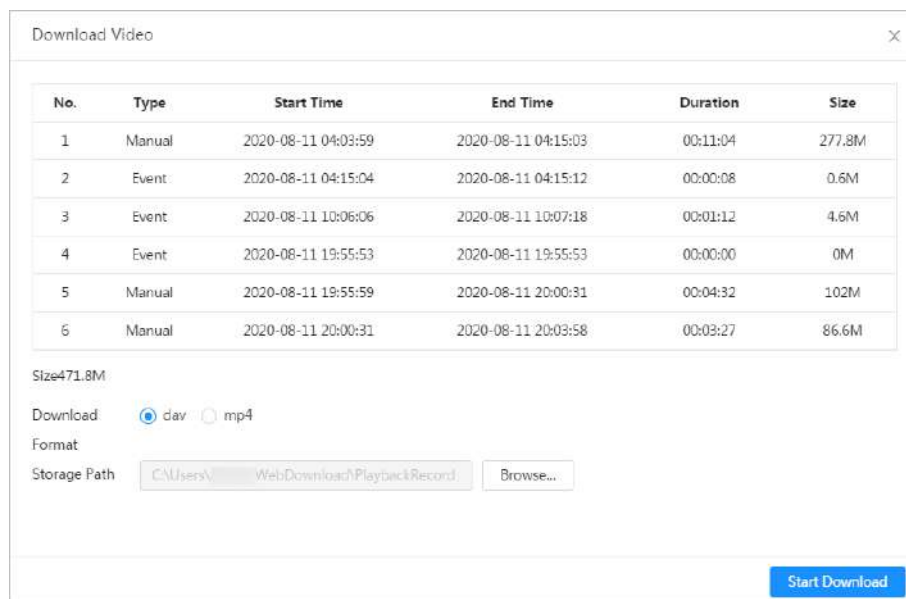 Download Video
No. Type Start Time End Time Duration Size
1 Manual 2020-08-11 04:03:59 2020-08-11 04:15:03 00:11:04 277.8M
2 Event 2020-08-11 04:15:04 2020-08-11 04:15:12 00:00:08 0.6M
3 Event 2020-08-11 10:06:06 2020-08-11 10:07:18 00:01:12 4.6M
4 Event 2020-08-11 19:55:53 2020-08-11 19:55:53 00:00:00 0M
5 Manual 2020-08-11 19:55:59 2020-08-11 20:00:31 00:04:32 102M
6 Manual 2020-08-11 20:00:31 2020-08-11 20:03:58 00:03:27 86.6M
Size471.8M
Download dav mp4
Format
Storage Path C:\Users\ WebDownload\PlaybackRecord Browse...
Start Download